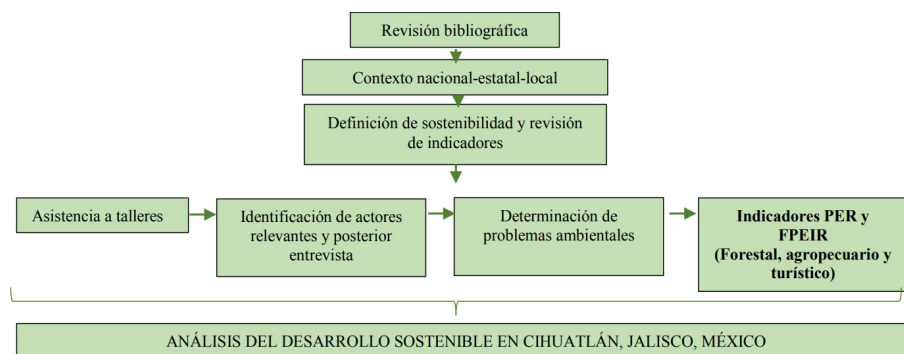 Revisión bibliográfica
Contexto nacional-estatal-local
Definición de sostenibilidad y revisión
de indicadores
Asistencia a talleres
Identificación de actores
relevantes y posterior
entrevista
Determinación de
problemas ambientales
Indicadores PER y
FPEIR
(Forestal, agropecuario y
turístico)
ANÁLISIS DEL DESARROLLO SOSTENIBLE EN CIHUATLÁN, JALISCO, MÉXICO